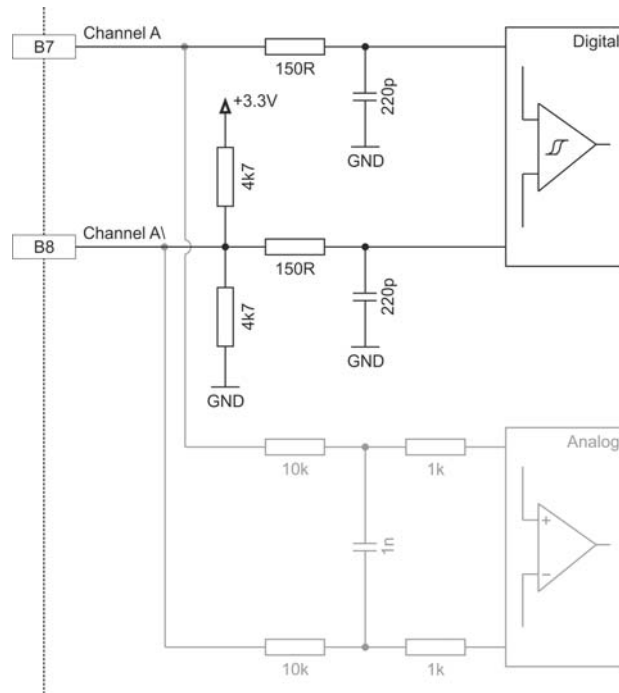 B7
Channel A
Digital
150R
220p
GND
+3.3V
4k7
B8
Channel A\
150R
220p
GND
4k7
GND
Analog
10k
1k
1n
+
−
10k
1k